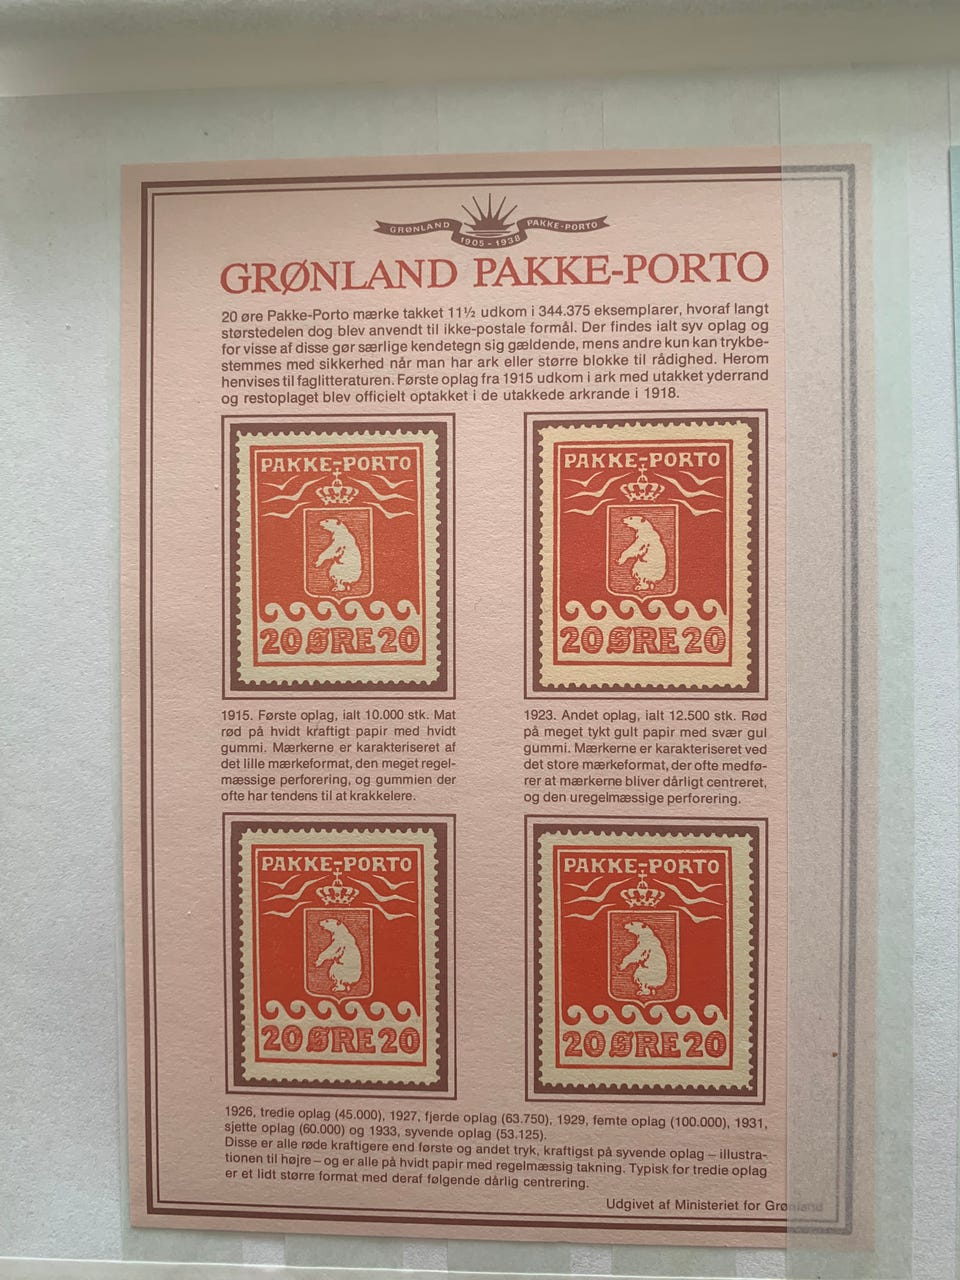 GRØNLAND PAKKE-PORTO
1905 - 1938
GRØNLAND PAKKE-PORTO
20 øre Pakke-Porto mærke takket 11½ udkom i 344.375 eksemplarer, hvoraf langt
størstedelen dog blev anvendt til ikke-postale formål. Der findes ialt syv oplag og
for visse af disse gør særlige kendetegn sig gældende, mens andre kun kan trykbe-
stemmes med sikkerhed når man har ark eller større blokke til rådighed. Herom
henvises til faglitteraturen. Første oplag fra 1915 udkom i ark med utakket yderrand
og restoplaget blev officielt optakket i de utakkede arkrande i 1918.
PAKKE-PORTO
20 ØRE 20
PAKKE-PORTO
20 ØRE 20
1915. Første oplag, ialt 10.000 stk. Mat
rød på hvidt kraftigt papir med hvidt
gummi. Mærkerne er karakteriseret af
det lille mærkeformat, den meget regel-
mæssige perforering, og gummien der
ofte har tendens til at krakkelere.
1923. Andet oplag, ialt 12.500 stk. Rød
på meget tykt gult papir med svær gul
gummi. Mærkerne er karakteriseret ved
det store mærkeformat, der ofte medfø-
rer at mærkerne bliver dårligt centreret,
og den uregelmæssige perforering.
PAKKE-PORTO
20 ØRE 20
PAKKE-PORTO
20 ØRE 20
1926, tredie oplag (45.000), 1927, fjerde oplag (63.750), 1929, femte oplag (100.000), 1931,
sjette oplag (60.000) og 1933, syvende oplag (53.125).
Disse er alle røde kraftigere end første og andet tryk, kraftigst på syvende oplag – illustra-
tionen til højre – og er alle på hvidt papir med regelmæssig takning. Typisk for tredie oplag
er et lidt større format med deraf følgende dårlig centrering.
Udgivet af Ministeriet for Grønland